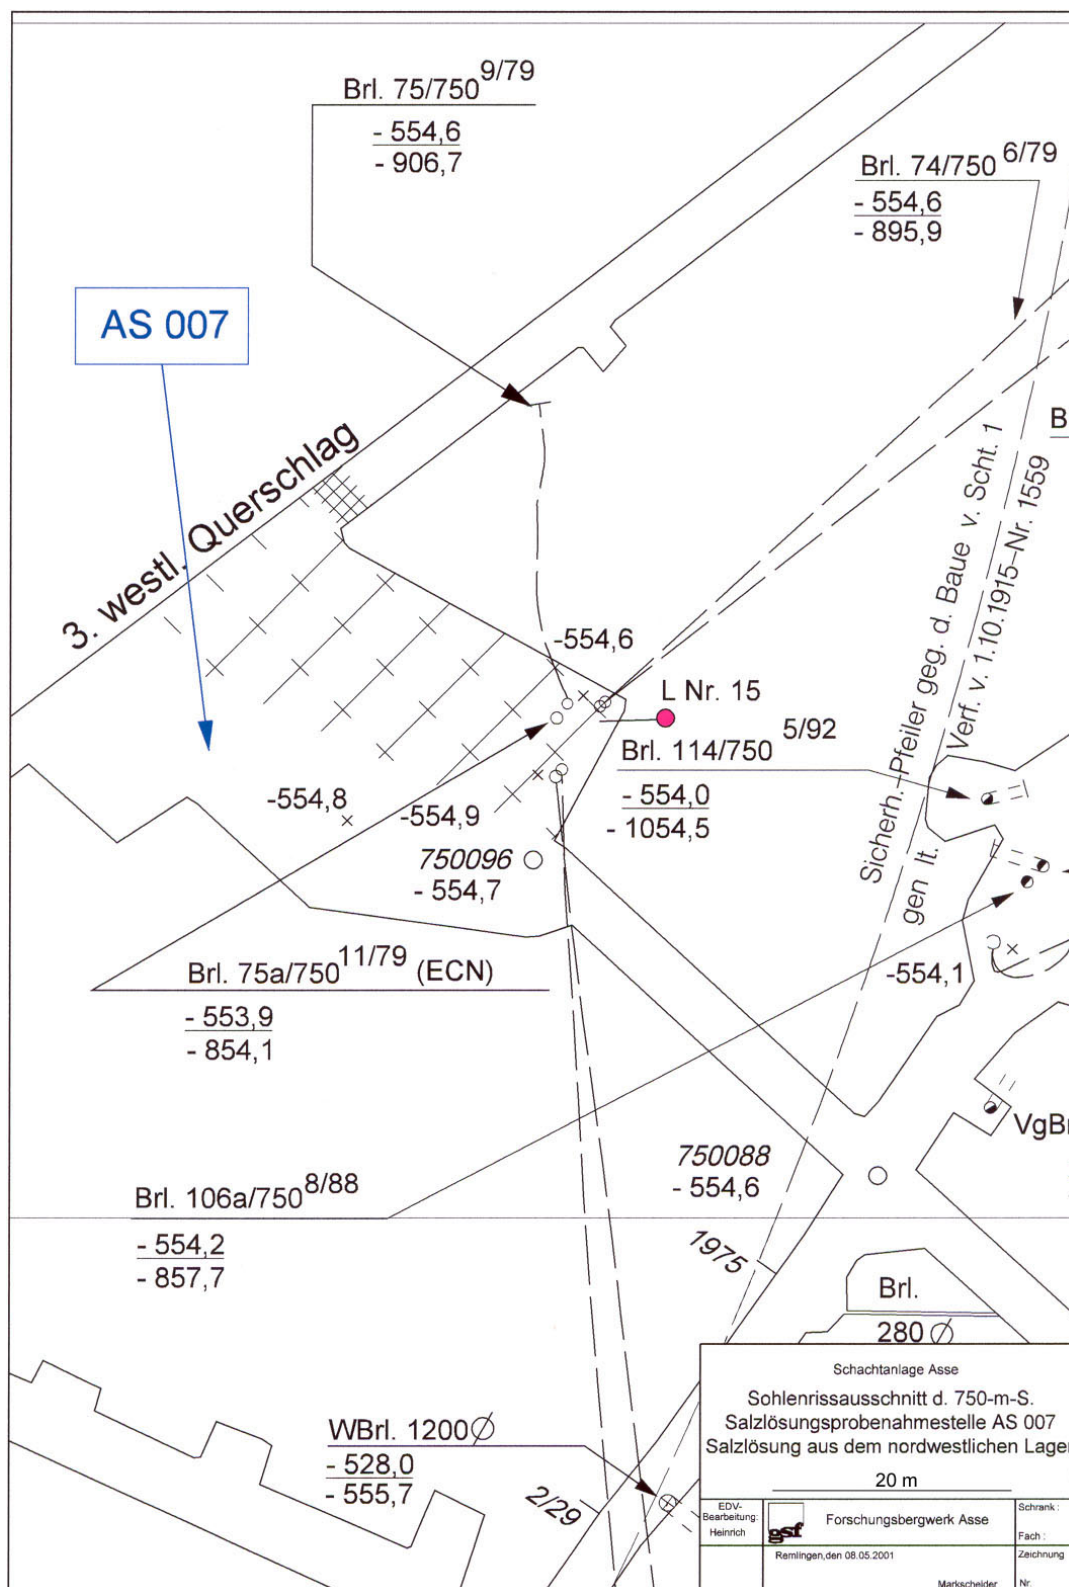 Brl. 75/750 9/79
- 554,6
- 906,7
Brl. 74/750 6/79
- 554,6
- 895,9
AS 007
B
3. westl. Querschlag
Sicherh.-Pfeiler geg. d. Baue v. Scht. 1
gen lt. Verf. v. 1.10.1915-Nr. 1559
-554,6
L Nr. 15
Brl. 114/750 5/92
- 554,0
- 1054,5
-554,8
-554,9
750096
- 554,7
Brl. 75a/750 11/79 (ECN)
- 553,9
- 854,1
-554,1
VgBr
750088
- 554,6
Brl. 106a/750 8/88
- 554,2
- 857,7
1975
Brl.
280 ∅
WBrl. 1200 ∅
- 528,0
- 555,7
2/29
Schachtanlage Asse
Sohlenrissausschnitt d. 750-m-S.
Salzlösungsprobenahmestelle AS 007
Salzlösung aus dem nordwestlichen Lager
20 m
EDV-
Bearbeitung:
Heinrich
gsf
Forschungsbergwerk Asse
Schrank :
Fach :
Remlingen,den 08.05.2001
Zeichnung
Markscheider
Nr.